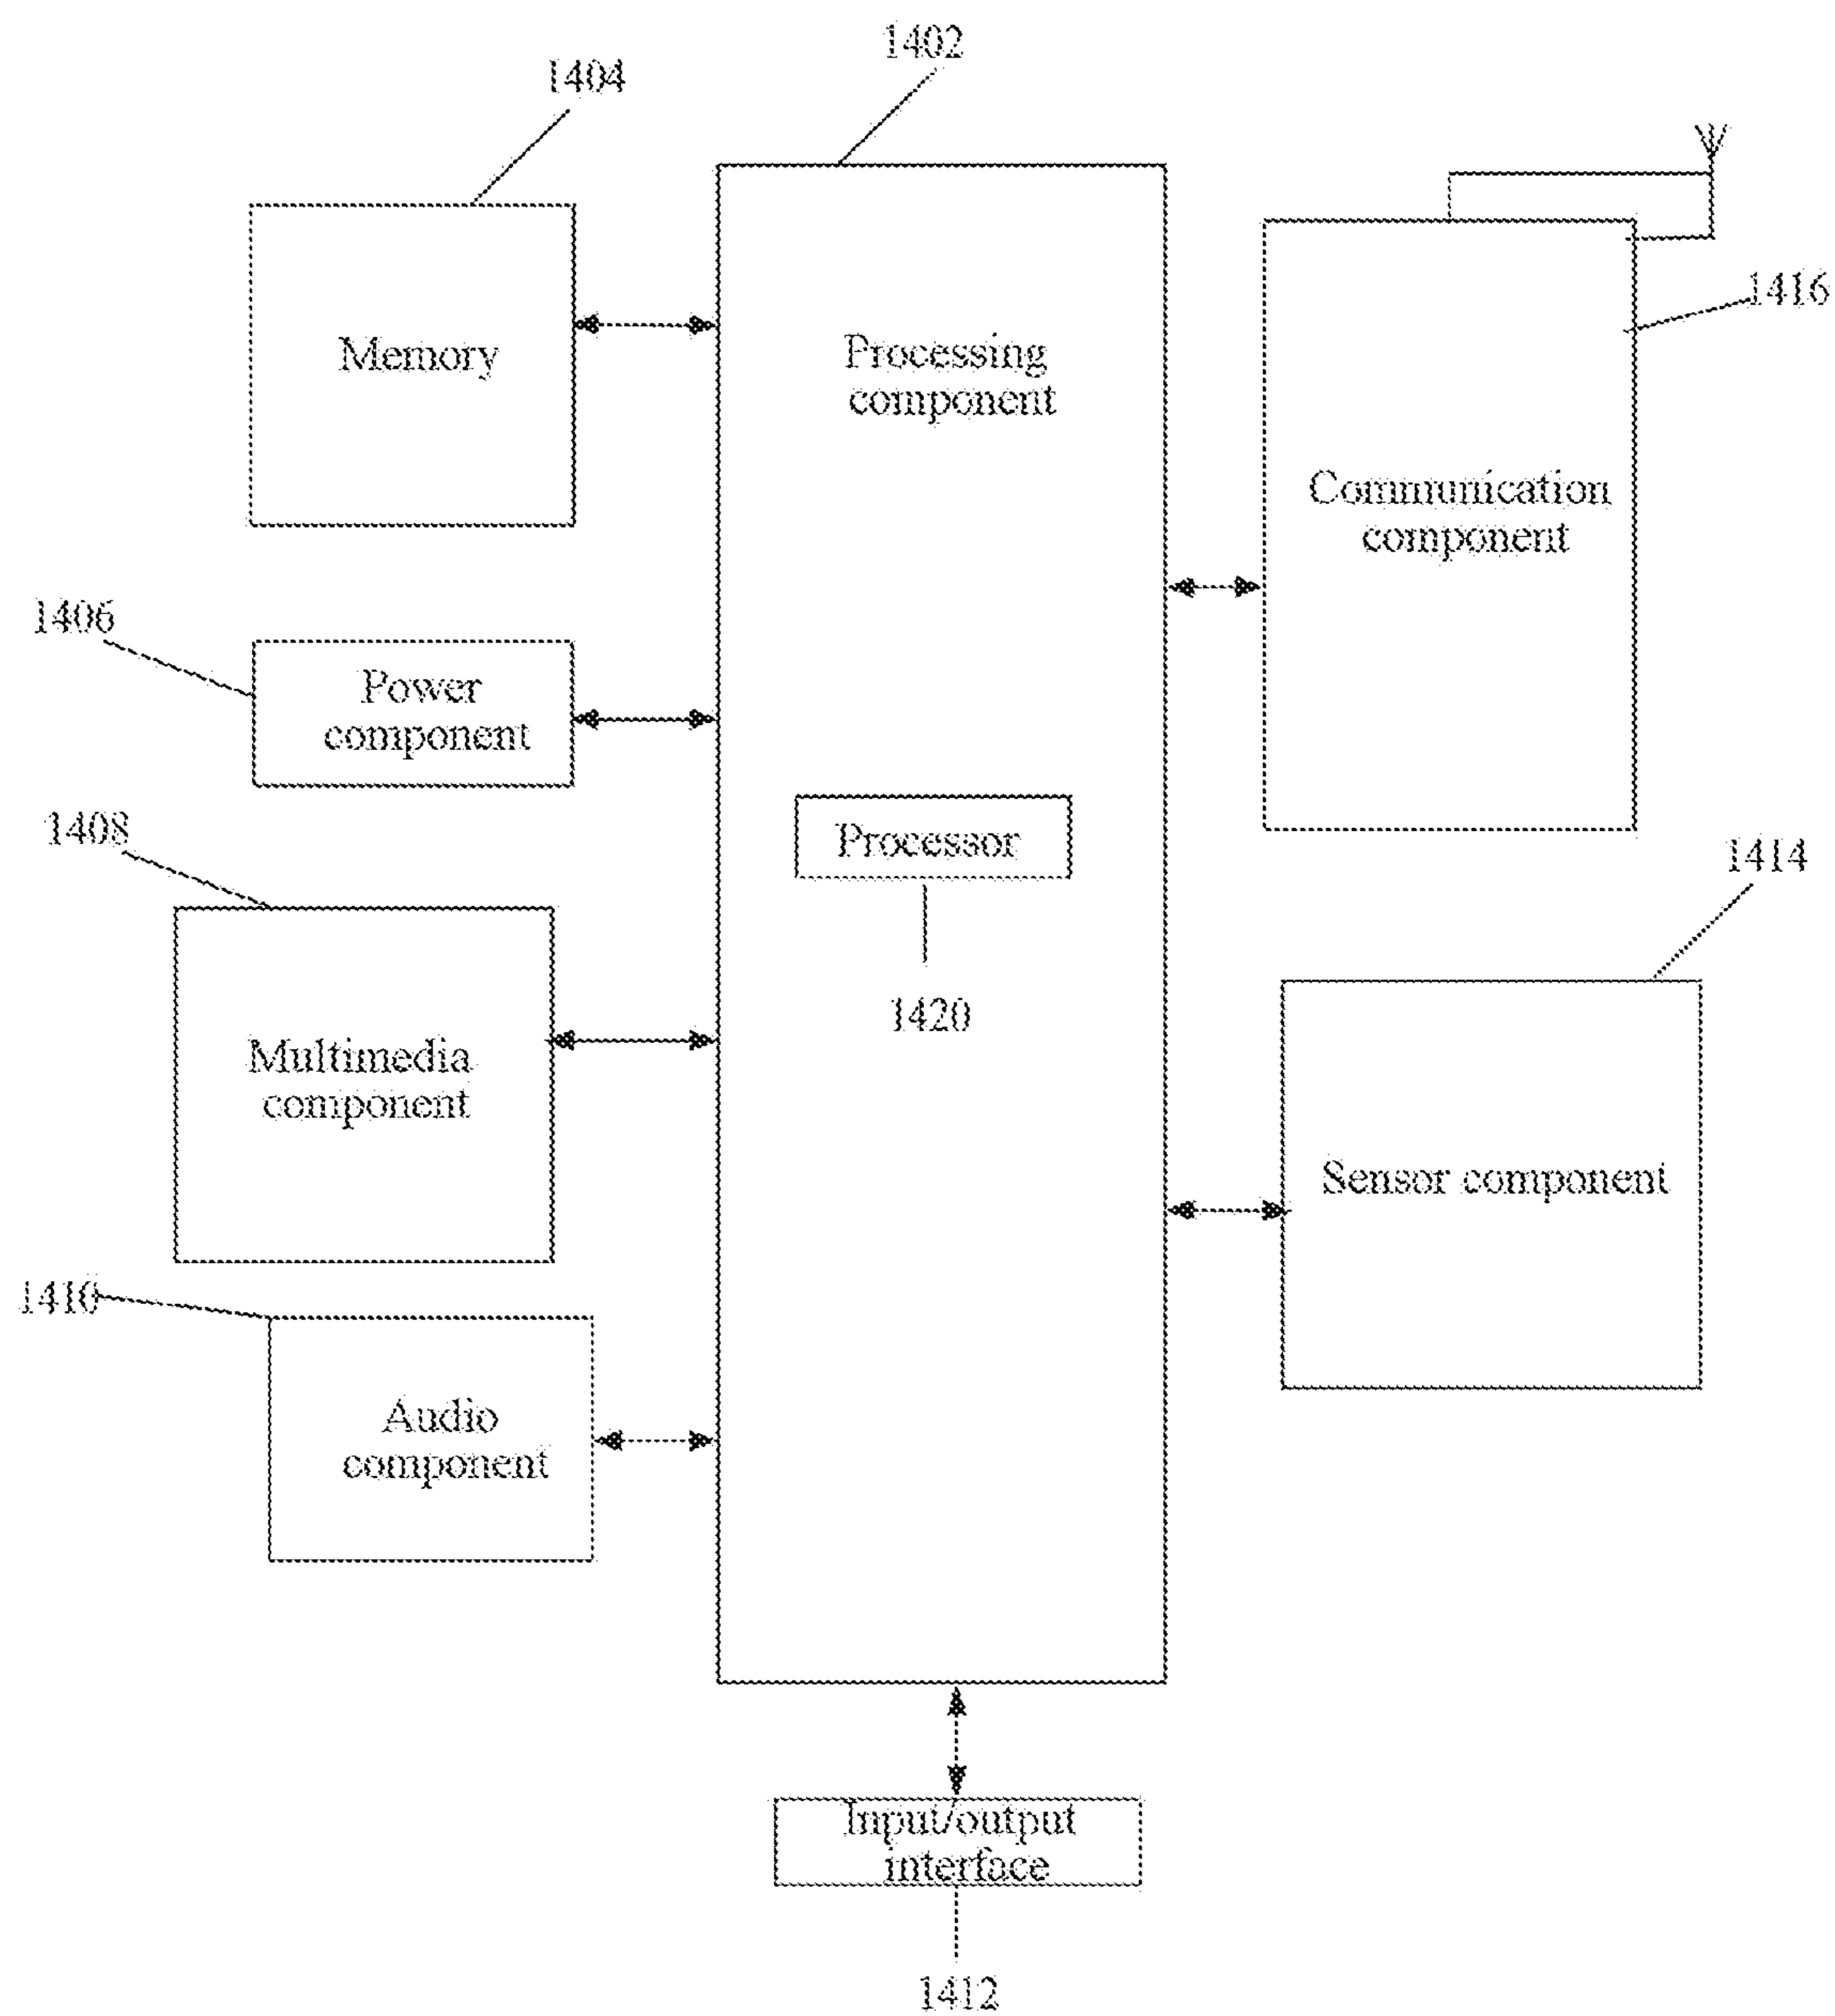 1402
1404
1416
Memory
Processing
component
Communication
component
1406
Power
component
1408
Processor
1414
1420
Multimedia
component
Sensor component
1410
Audio
component
Input/output
interface
1412